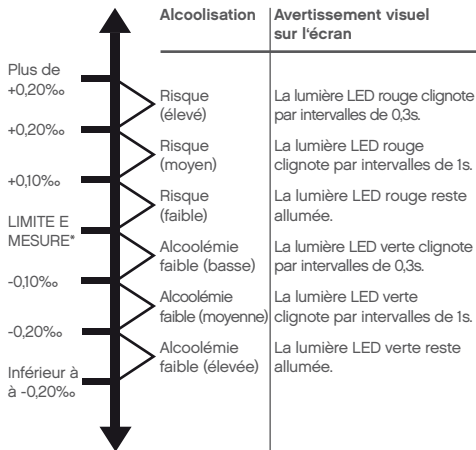 Alcoolisation
Avertissement visuel
sur l'écran
Plus de
+0,20‰
+0,20‰
+0,10‰
LIMITE E
MESURE*
-0,10‰
-0,20‰
Inférieur à
à -0,20‰
Risque
(élevé)
La lumière LED rouge clignote
par intervalles de 0,3s.
Risque
(moyen)
La lumière LED rouge
clignote par intervalles de 1s.
Risque
(faible)
La lumière LED rouge reste
allumée.
Alcoolémie
faible (basse)
La lumière LED verte clignote
par intervalles de 0,3s.
Alcoolémie
faible (moyenne)
La lumière LED verte
clignote par intervalles de 1s.
Alcoolémie
faible (élevée)
La lumière LED verte reste
allumée.